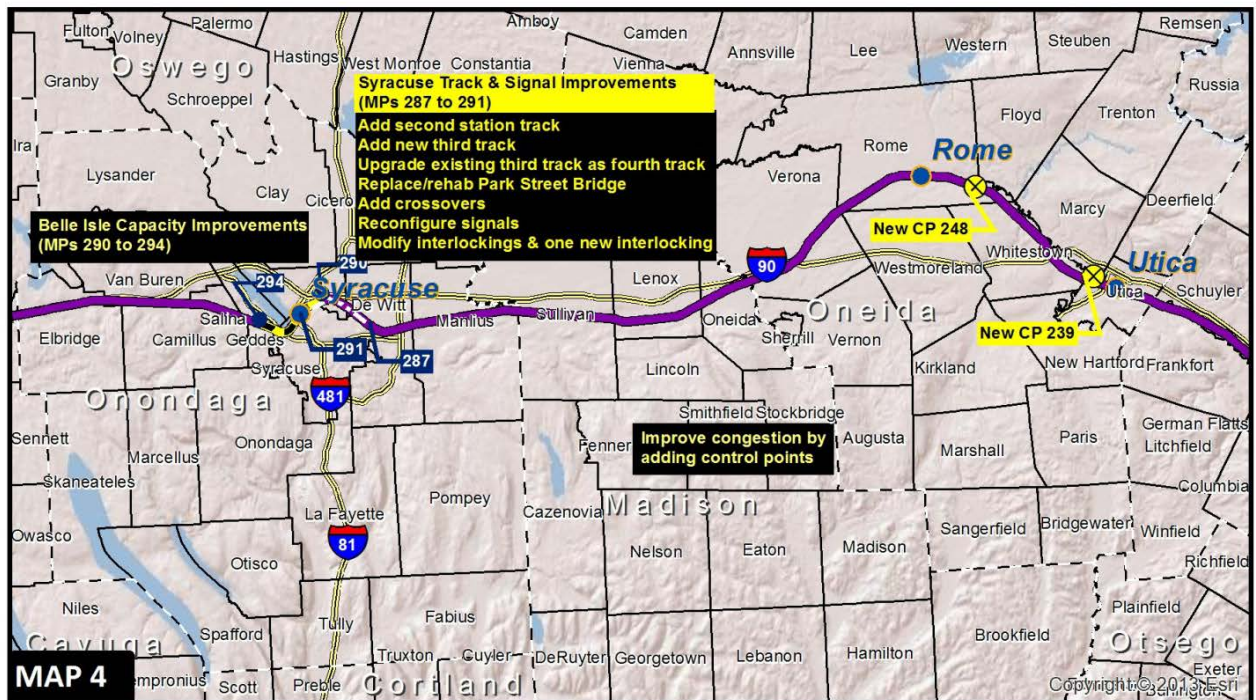 Palermo
Amboy
Remsen
Fulton
Volney
Camden
Steuben
Western
Lee
Annsville
Hastings
West Monroe
Constantia
Vienna
Oswego
Granby
Russia
Schroeppel
Syracuse Track & Signal Improvements
(MPs 287 to 291)
Add second station track
Add new third track
Upgrade existing third track as fourth track
Replace/rehab Park Street Bridge
Add crossovers
Reconfigure signals
Modify interlockings & one new interlocking
Trenton
Floyd
Ira
Rome
Rome
Lysander
Verona
Clay
Cicero
Marcy
Deerfield
Belle Isle Capacity Improvements
(MPs 290 to 294)
New CP 248
Whitestown
Westmoreland
290
90
Utica
Van Buren
294
Lenox
Syracuse
De Witt
Utica
Schuyler
Salina
Manlius
Sullivan
Oneida
Oneida
Elbridge
Camillus
Geddes
291
287
Sherrill
Vernon
New CP 239
Syracuse
Lincoln
Kirkland
New Hartford
Frankfort
481
Onondaga
Smithfield
Stockbridge
German Flatts
Litchfield
Sennett
Onondaga
Fenner
Improve congestion by
adding control points
Augusta
Marshall
Paris
Marcellus
Skaneateles
Columbia
Pompey
Cazenovia
Madison
La Fayette
Owasco
81
Sangerfield
Bridgewater
Winfield
Nelson
Eaton
Madison
Otisco
Richfield
Niles
Fabius
Plainfield
Tully
Spafford
Brookfield
Cayuga
Otsego
Truxton
Cuyler
DeRuyter
Georgetown
Lebanon
Hamilton
Exeter
MAP 4
Scott
Preble
Cortland
Copyright:© 2013 Esri